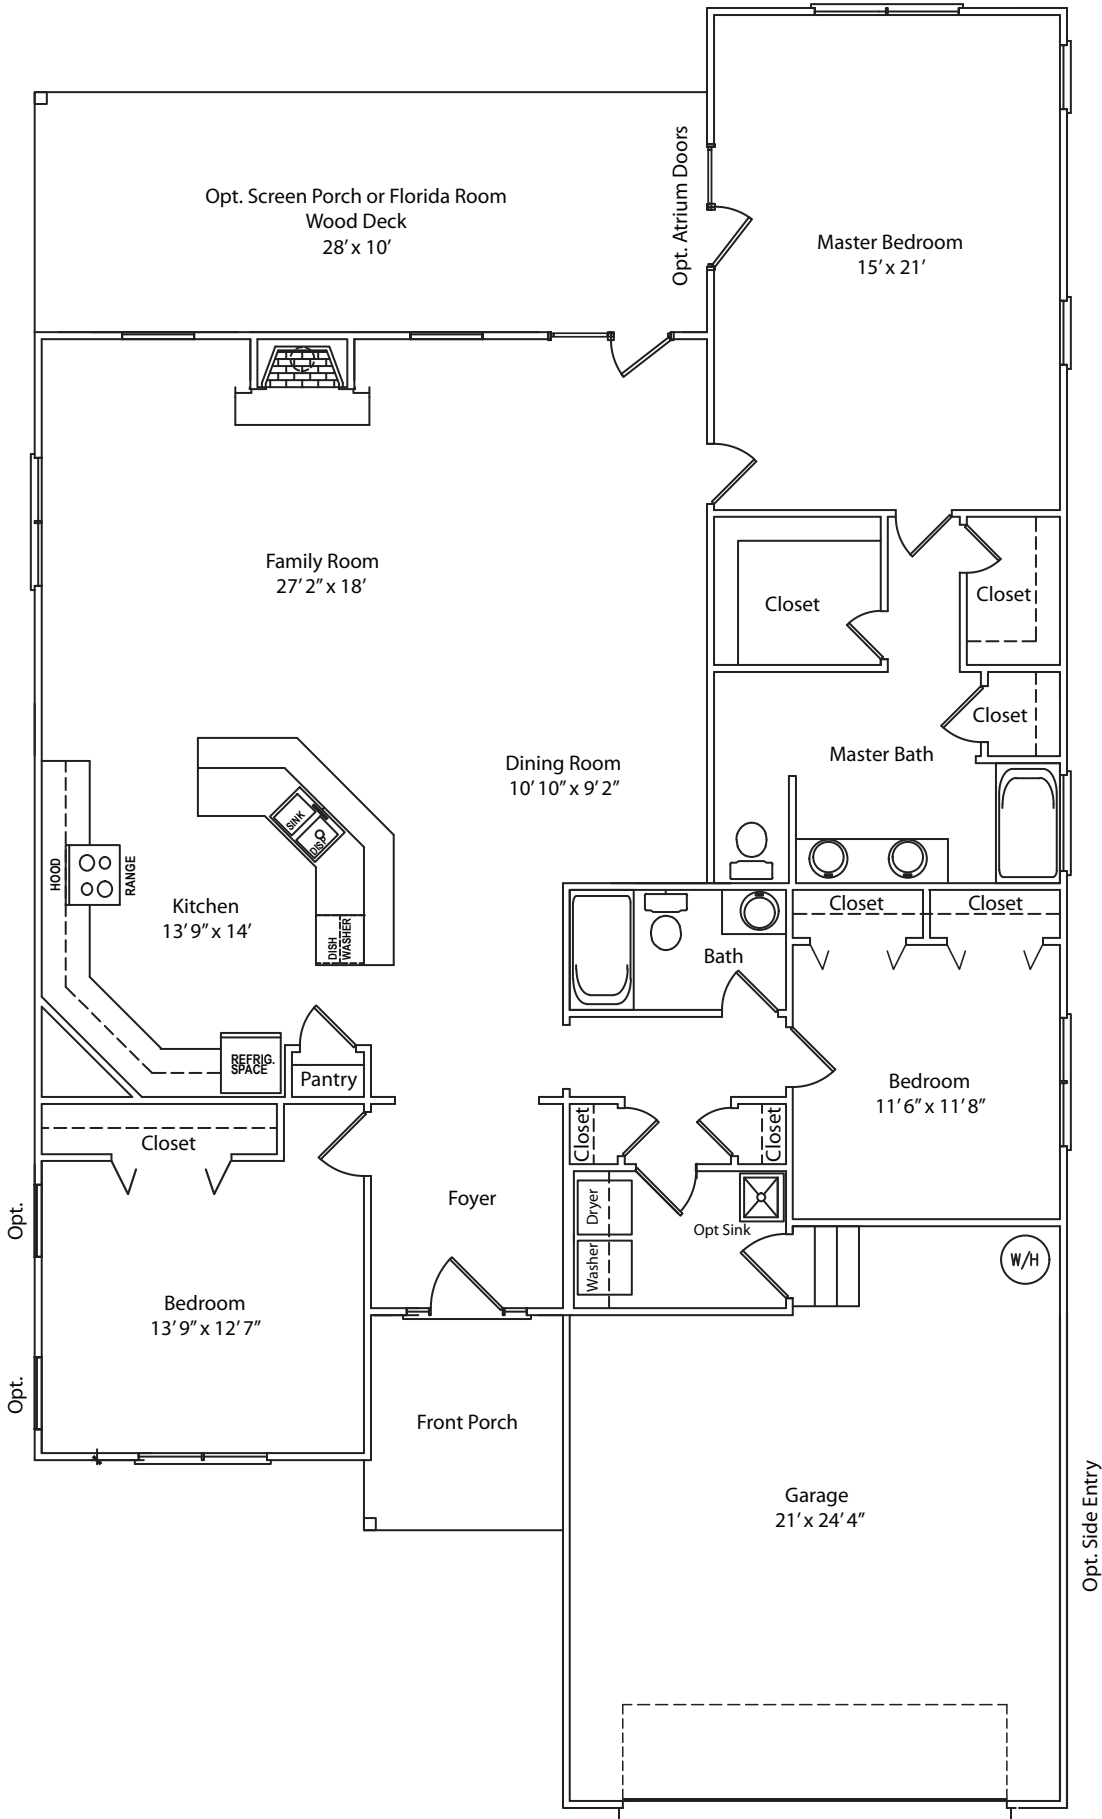 Opt. Screen Porch or Florida Room
Wood Deck
28’ x 10’
Opt. Atrium Doors
Master Bedroom
15’ x 21’
Family Room
27’ 2” x 18’
Closet
Closet
Closet
Master Bath
Dining Room
10’ 10” x 9’ 2”
SINK
DISP
HOOD
RANGE
Kitchen
13’ 9” x 14’
DISH
WASHER
Closet
Closet
Bath
REFRIG.
SPACE
Pantry
Bedroom
11’ 6” x 11’ 8”
Closet
Closet
Closet
Foyer
Dryer
Washer
Opt Sink
W/H
Opt.
Bedroom
13’ 9” x 12’ 7”
Opt.
Front Porch
Garage
21’ x 24’ 4”
Opt. Side Entry